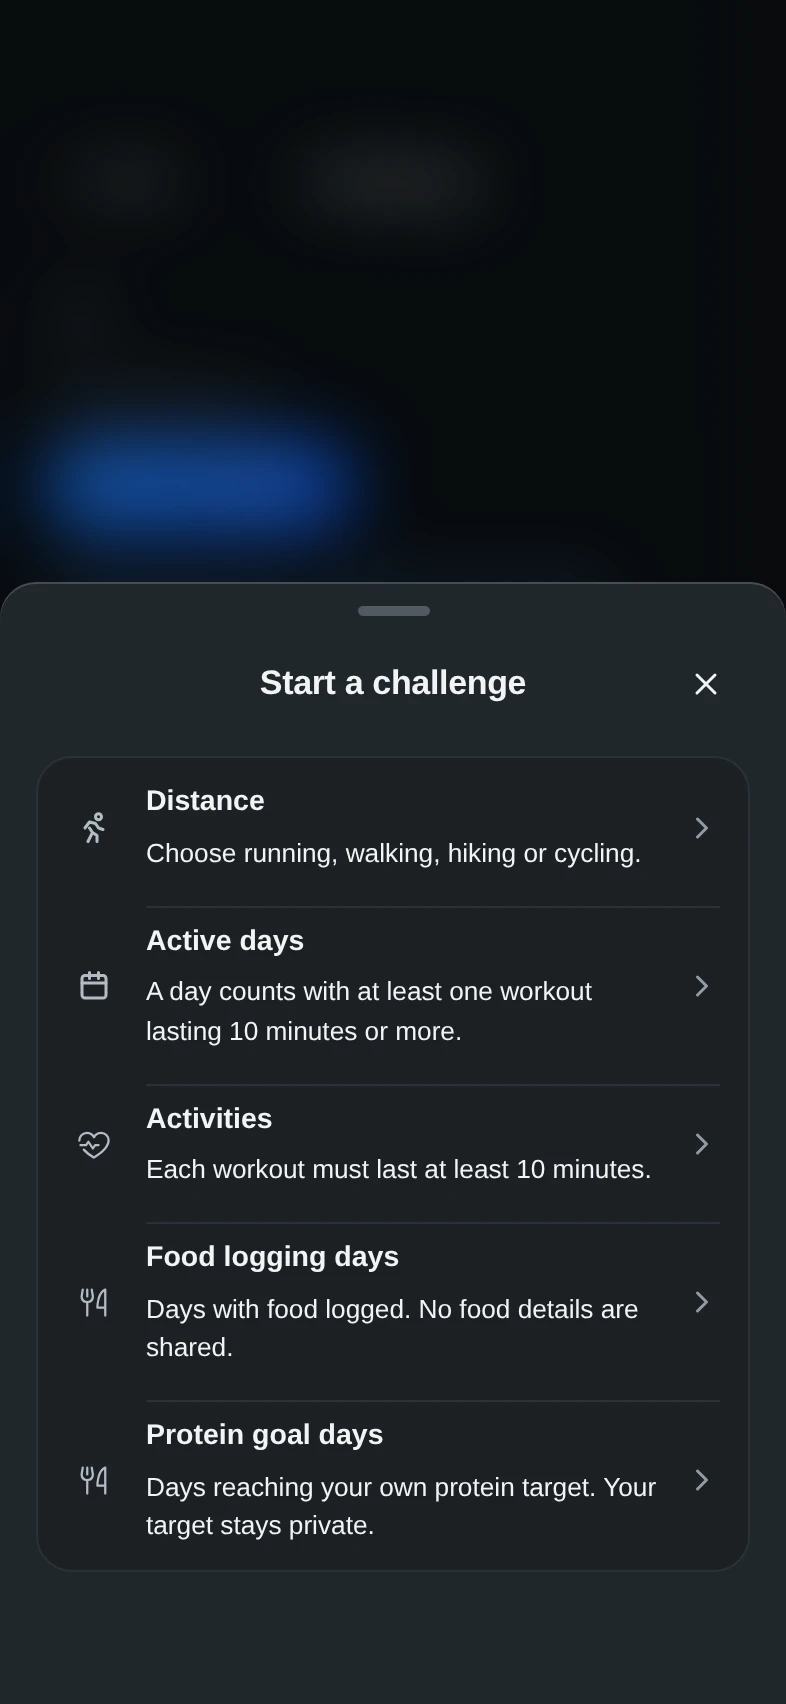 Start a challenge
Distance
Choose running, walking, hiking or cycling.
Active days
A day counts with at least one workout
lasting 10 minutes or more.
Activities
Each workout must last at least 10 minutes.
Food logging days
Days with food logged. No food details are
shared.
Protein goal days
Days reaching your own protein target. Your
target stays private.